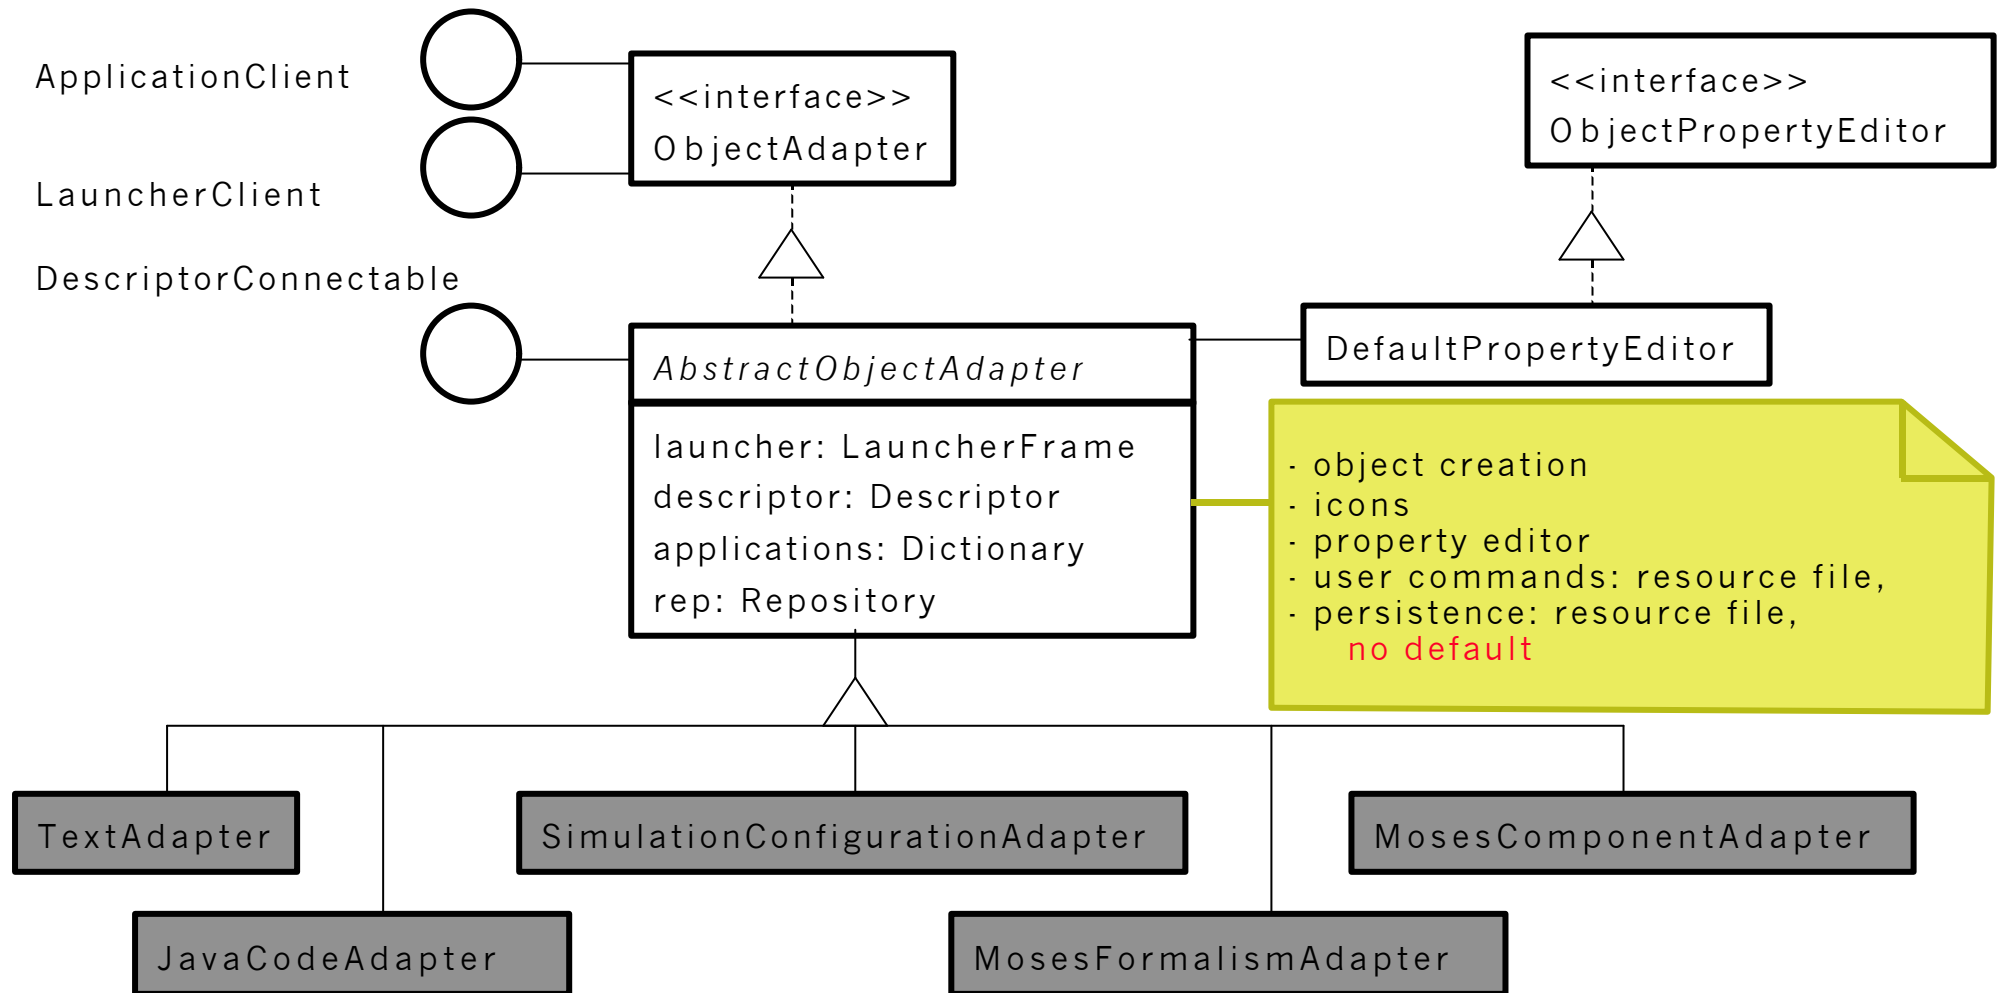 ApplicationClient
LauncherClient
DescriptorConnectable
<<interface>>
ObjectAdapter
<<interface>>
ObjectPropertyEditor
AbstractObjectAdapter
launcher: LauncherFrame
descriptor: Descriptor
applications: Dictionary
rep: Repository
DefaultPropertyEditor
- object creation
- icons
- property editor
- user commands: resource file,
- persistence: resource file,
no default
TextAdapter
SimulationConfigurationAdapter
MosesComponentAdapter
JavaCodeAdapter
MosesFormalismAdapter